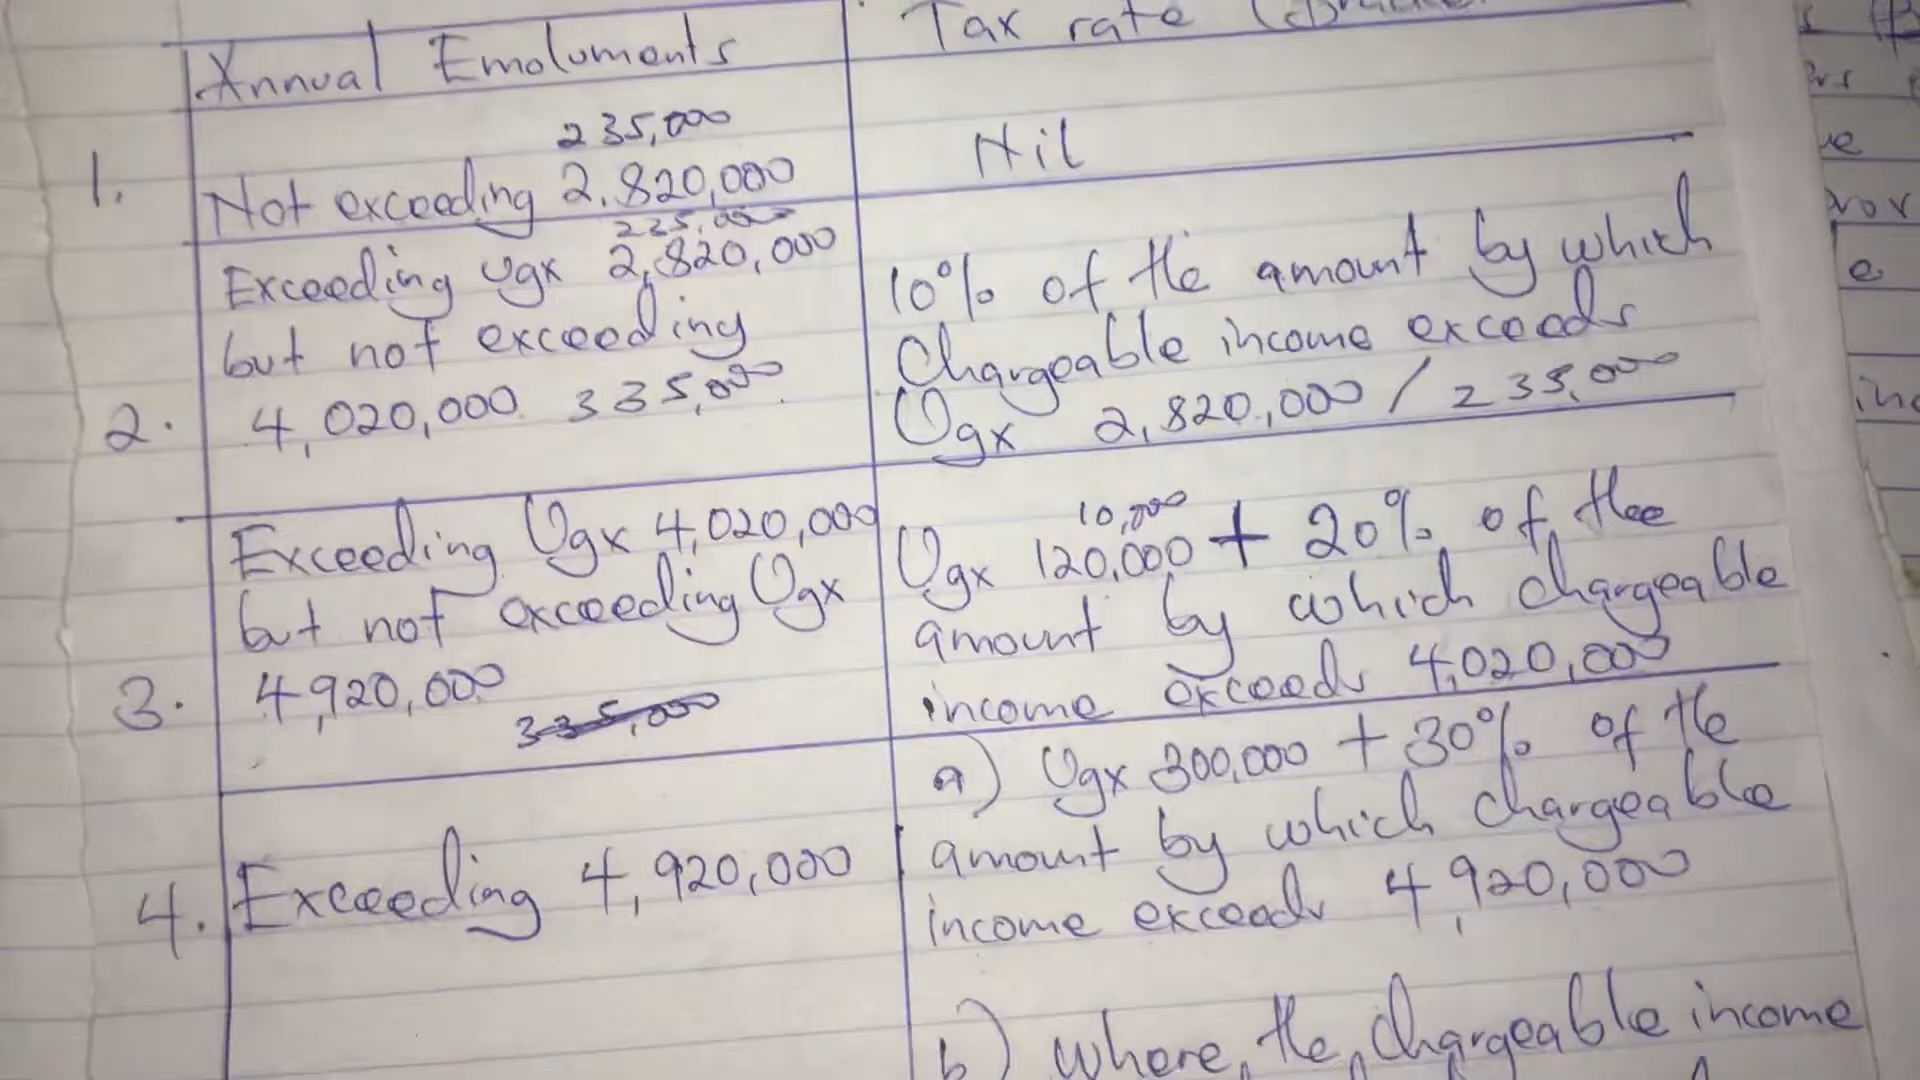 Annual Emoluments
Tax rate
235,000
1.
Not exceeding 2,820,000
Nil
235,000
Exceeding Ugx 2,820,000
but not exceeding
2. 4,020,000 335,000
10% of the amount by which
Chargeable income exceeds
Ugx 2,820,000 / 235,000
Exceeding Ugx 4,020,000
but not exceeding Ugx
3. 4,920,000
335,000
10,000
Ugx 120,000 + 20% of the
amount by which chargeable
income exceeds 4,020,000
4. Exceeding 4,920,000
a) Ugx 300,000 + 30% of the
amount by which chargeable
income exceeds 4,920,000
b) where the chargeable income